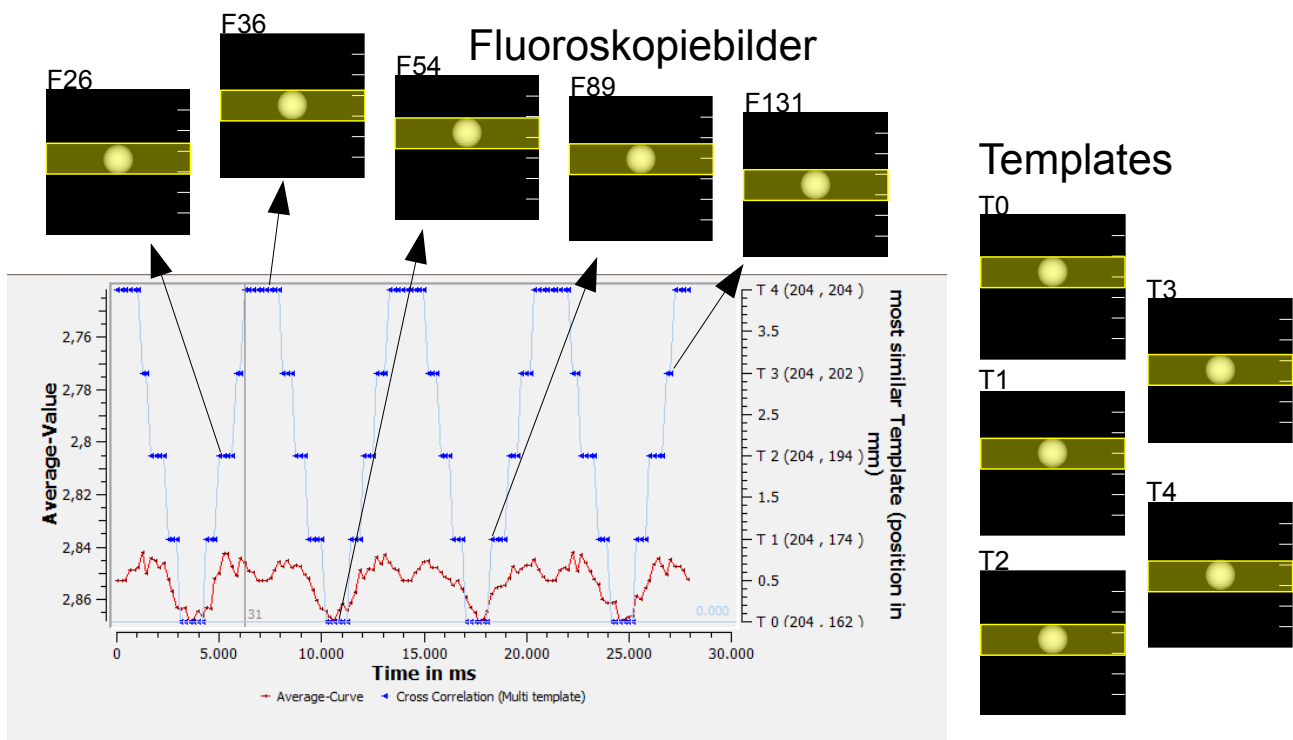 Fluoroskopiebilder
F26
F36
F54
F89
F131
Templates
T0
T1
T2
T3
T4
Average-Value
2,76
2,78
2,8
2,82
2,84
2,86
T 4 (204 , 204 )
3.5
T 3 (204 , 202 )
2.5
T 2 (204 , 194 )
1.5
T 1 (204 , 174 )
0.5
T 0 (204 , 162 )
most similar Template (position in
mm)
31
0.000
0
5.000
10.000
15.000
20.000
25.000
30.000
Time in ms
Average-Curve
Cross Correlation (Multi template)